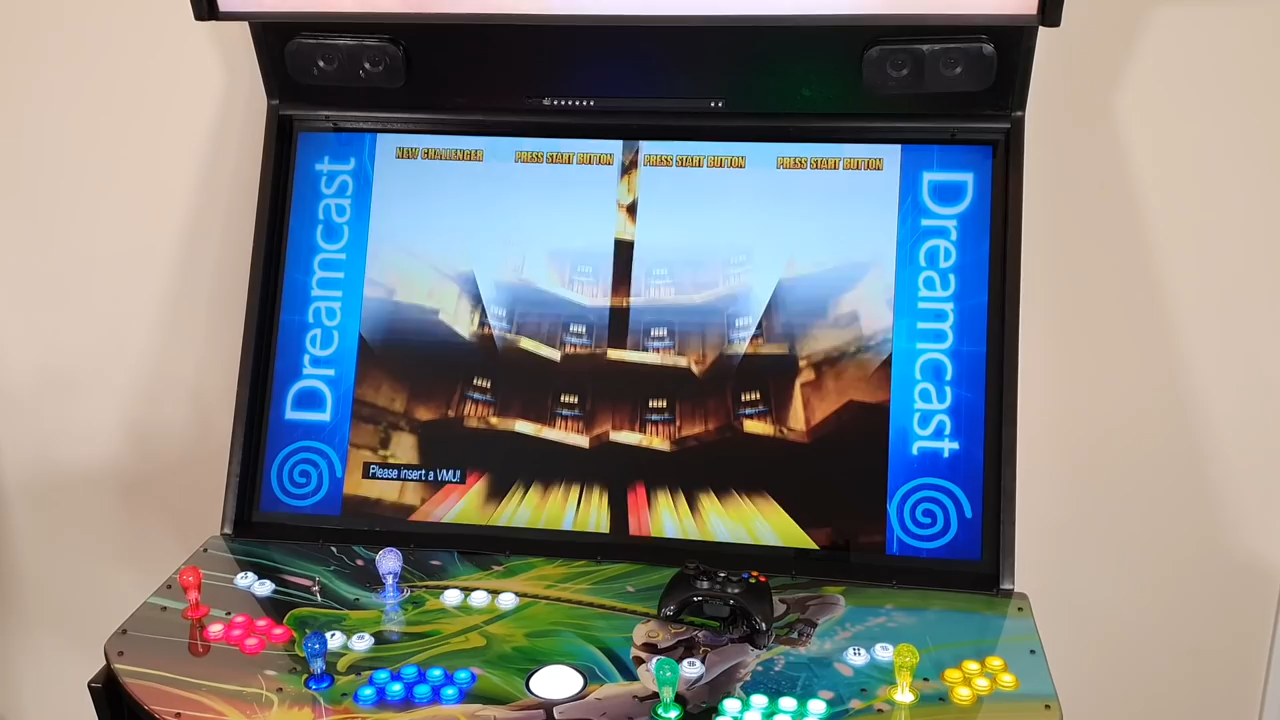 NEW CHALLENGER
PRESS START BUTTON
PRESS START BUTTON
PRESS START BUTTON
Dreamcast
Dreamcast
Please insert a VMU!